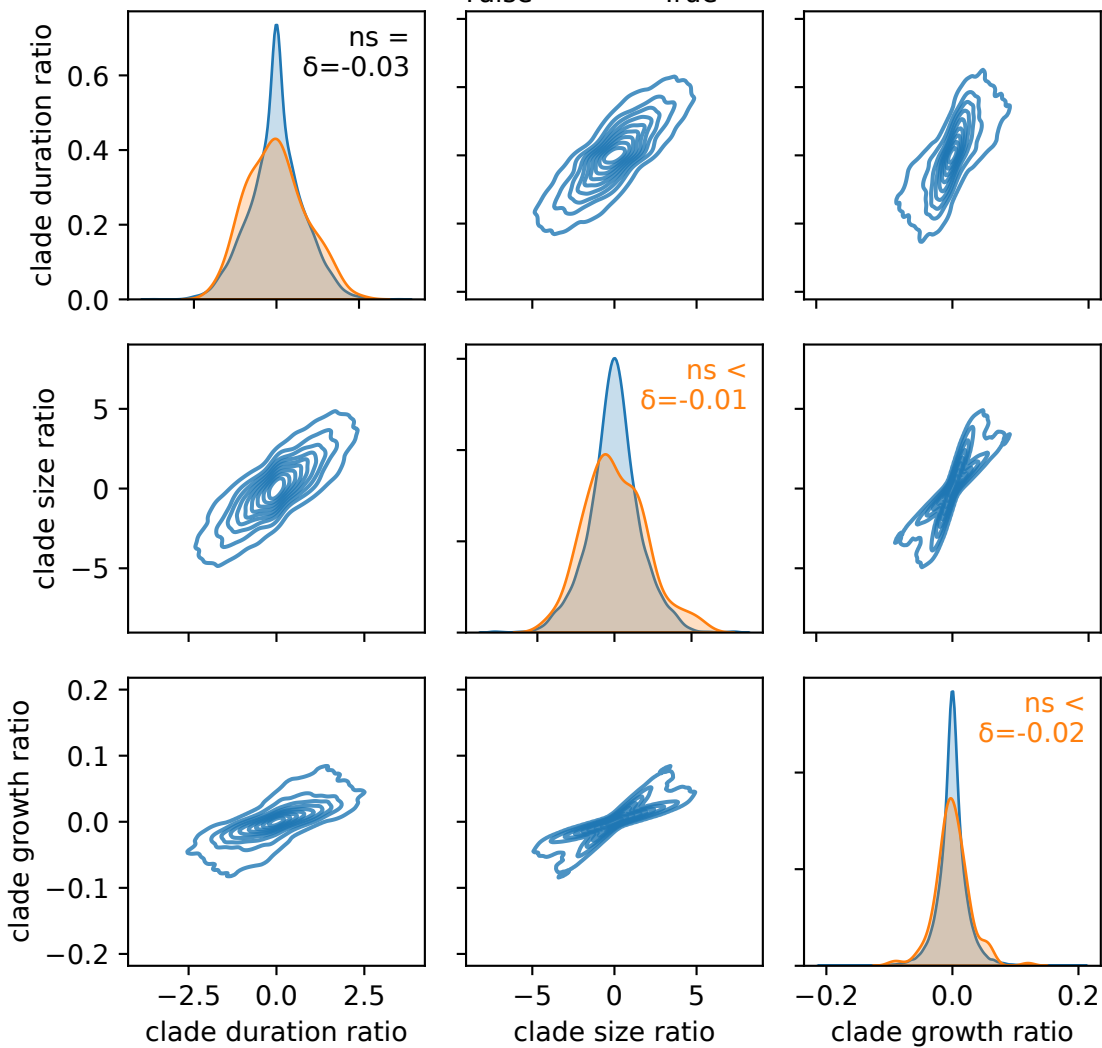 clade duration ratio
0.6
0.4
0.2
0.0
ns =
δ=-0.03
clade size ratio
5
0
−5
ns <
δ=-0.01
clade growth ratio
0.2
0.1
0.0
−0.1
−0.2
ns <
δ=-0.02
−2.5
0.0
2.5
−5
0
5
−0.2
0.0
0.2
clade duration ratio
clade size ratio
clade growth ratio